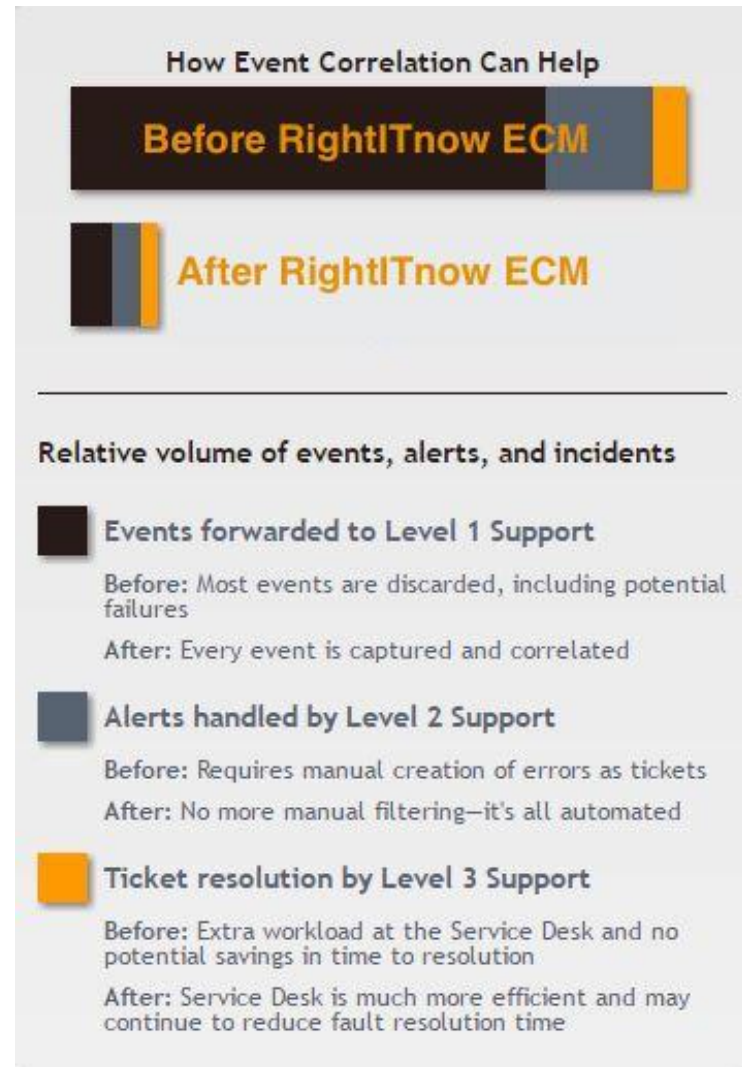 How Event Correlation Can Help
Before RightITnow ECM
After RightITnow ECM
Relative volume of events, alerts, and incidents
Events forwarded to Level 1 Support
Before: Most events are discarded, including potential
failures
After: Every event is captured and correlated
Alerts handled by Level 2 Support
Before: Requires manual creation of errors as tickets
After: No more manual filtering—it's all automated
Ticket resolution by Level 3 Support
Before: Extra workload at the Service Desk and no
potential savings in time to resolution
After: Service Desk is much more efficient and may
continue to reduce fault resolution time